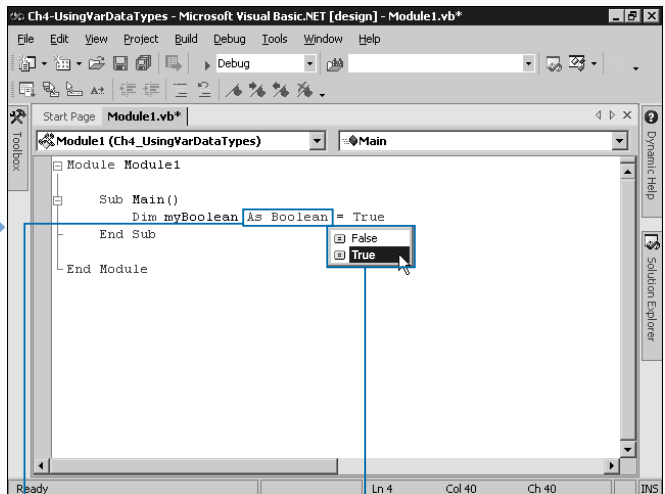 Ch4-UsingVarDataTypes - Microsoft Visual Basic.NET [design] - Module1.vb*
File Edit View Project Build Debug Tools Window Help
Debug
Start Page Module1.vb*
Module1 (Ch4_UsingVarDataTypes) Main
Module Module1
Sub Main()
Dim myBoolean As Boolean = True
End Sub
False
True
End Module
Toolbox
Dynamic Help
Solution Explorer
Ready Ln 4 Col 40 Ch 40 INS